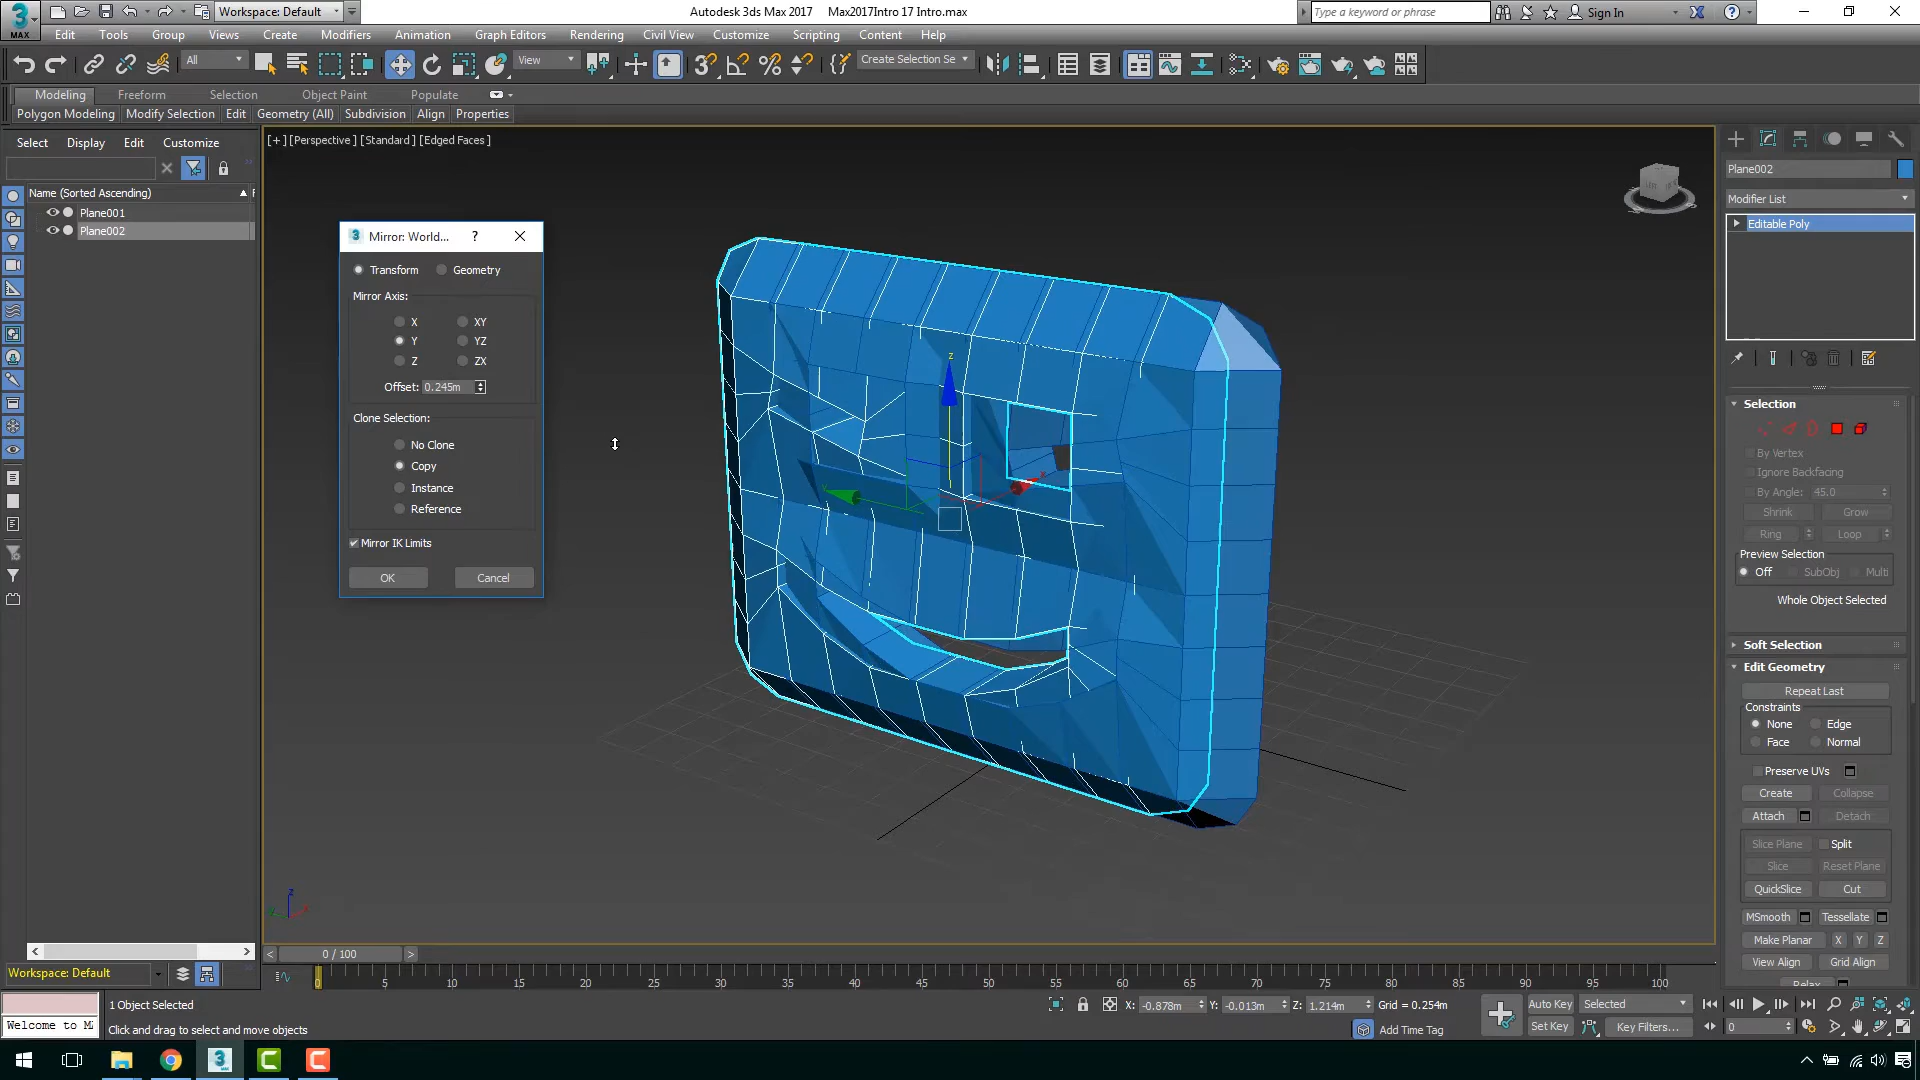 Workspace: Default
Autodesk 3ds Max 2017 Max2017Intro 17 Intro.max
Type a keyword or phrase
Sign In
MAX
Edit Tools Group Views Create Modifiers Animation Graph Editors Rendering Civil View Customize Scripting Content Help
All
View
Create Selection Se
Modeling Freeform Selection Object Paint Populate
Polygon Modeling Modify Selection Edit Geometry (All) Subdivision Align Properties
Select Display Edit Customize
[+] [Perspective] [Standard] [Edged Faces]
Name (Sorted Ascending)
Plane001
Plane002
Mirror: World...
?
Transform Geometry
Mirror Axis:
X XY
Y YZ
Z ZX
Offset: 0.245m
Clone Selection:
No Clone
Copy
Instance
Reference
Mirror IK Limits
OK Cancel
Plane002
Modifier List
Editable Poly
Selection
By Vertex
Ignore Backfacing
By Angle: 45.0
Shrink Grow
Ring Loop
Preview Selection
Off SubObj Multi
Whole Object Selected
Soft Selection
Edit Geometry
Repeat Last
Constraints
None Edge
Face Normal
Preserve UVs
Create Collapse
Attach Detach
Slice Plane Split
Slice Reset Plane
QuickSlice Cut
MSmooth Tessellate
Make Planar X Y Z
View Align Grid Align
Relax
0 / 100
Workspace: Default
0 5 10 15 20 25 30 35 40 45 50 55 60 65 70 75 80 85 90 95 100
1 Object Selected
X: -0.878m Y: -0.013m Z: 1.214m Grid = 0.254m
Auto Key Selected
Welcome to M
Click and drag to select and move objects
Add Time Tag
Set Key Key Filters... 0